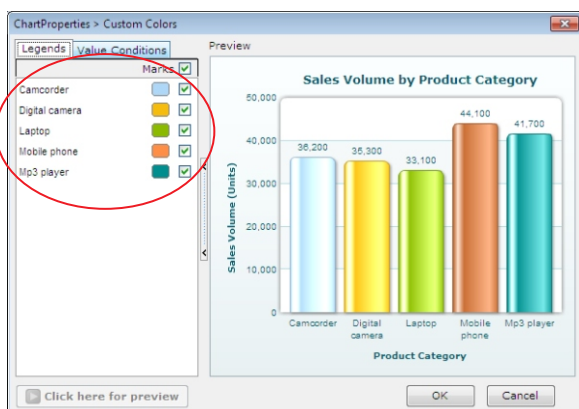 ChartProperties > Custom Colors
Legends
Value Conditions
Marks
Camcorder
Digital camera
Laptop
Mobile phone
Mp3 player
Click here for preview
Preview
Sales Volume by Product Category
Sales Volume (Units)
50,000
40,000
30,000
20,000
10,000
0
36,200
35,300
33,100
44,100
41,700
Camcorder
Digital
camera
Laptop
Mobile
phone
Mp3 player
Product Category
OK
Cancel